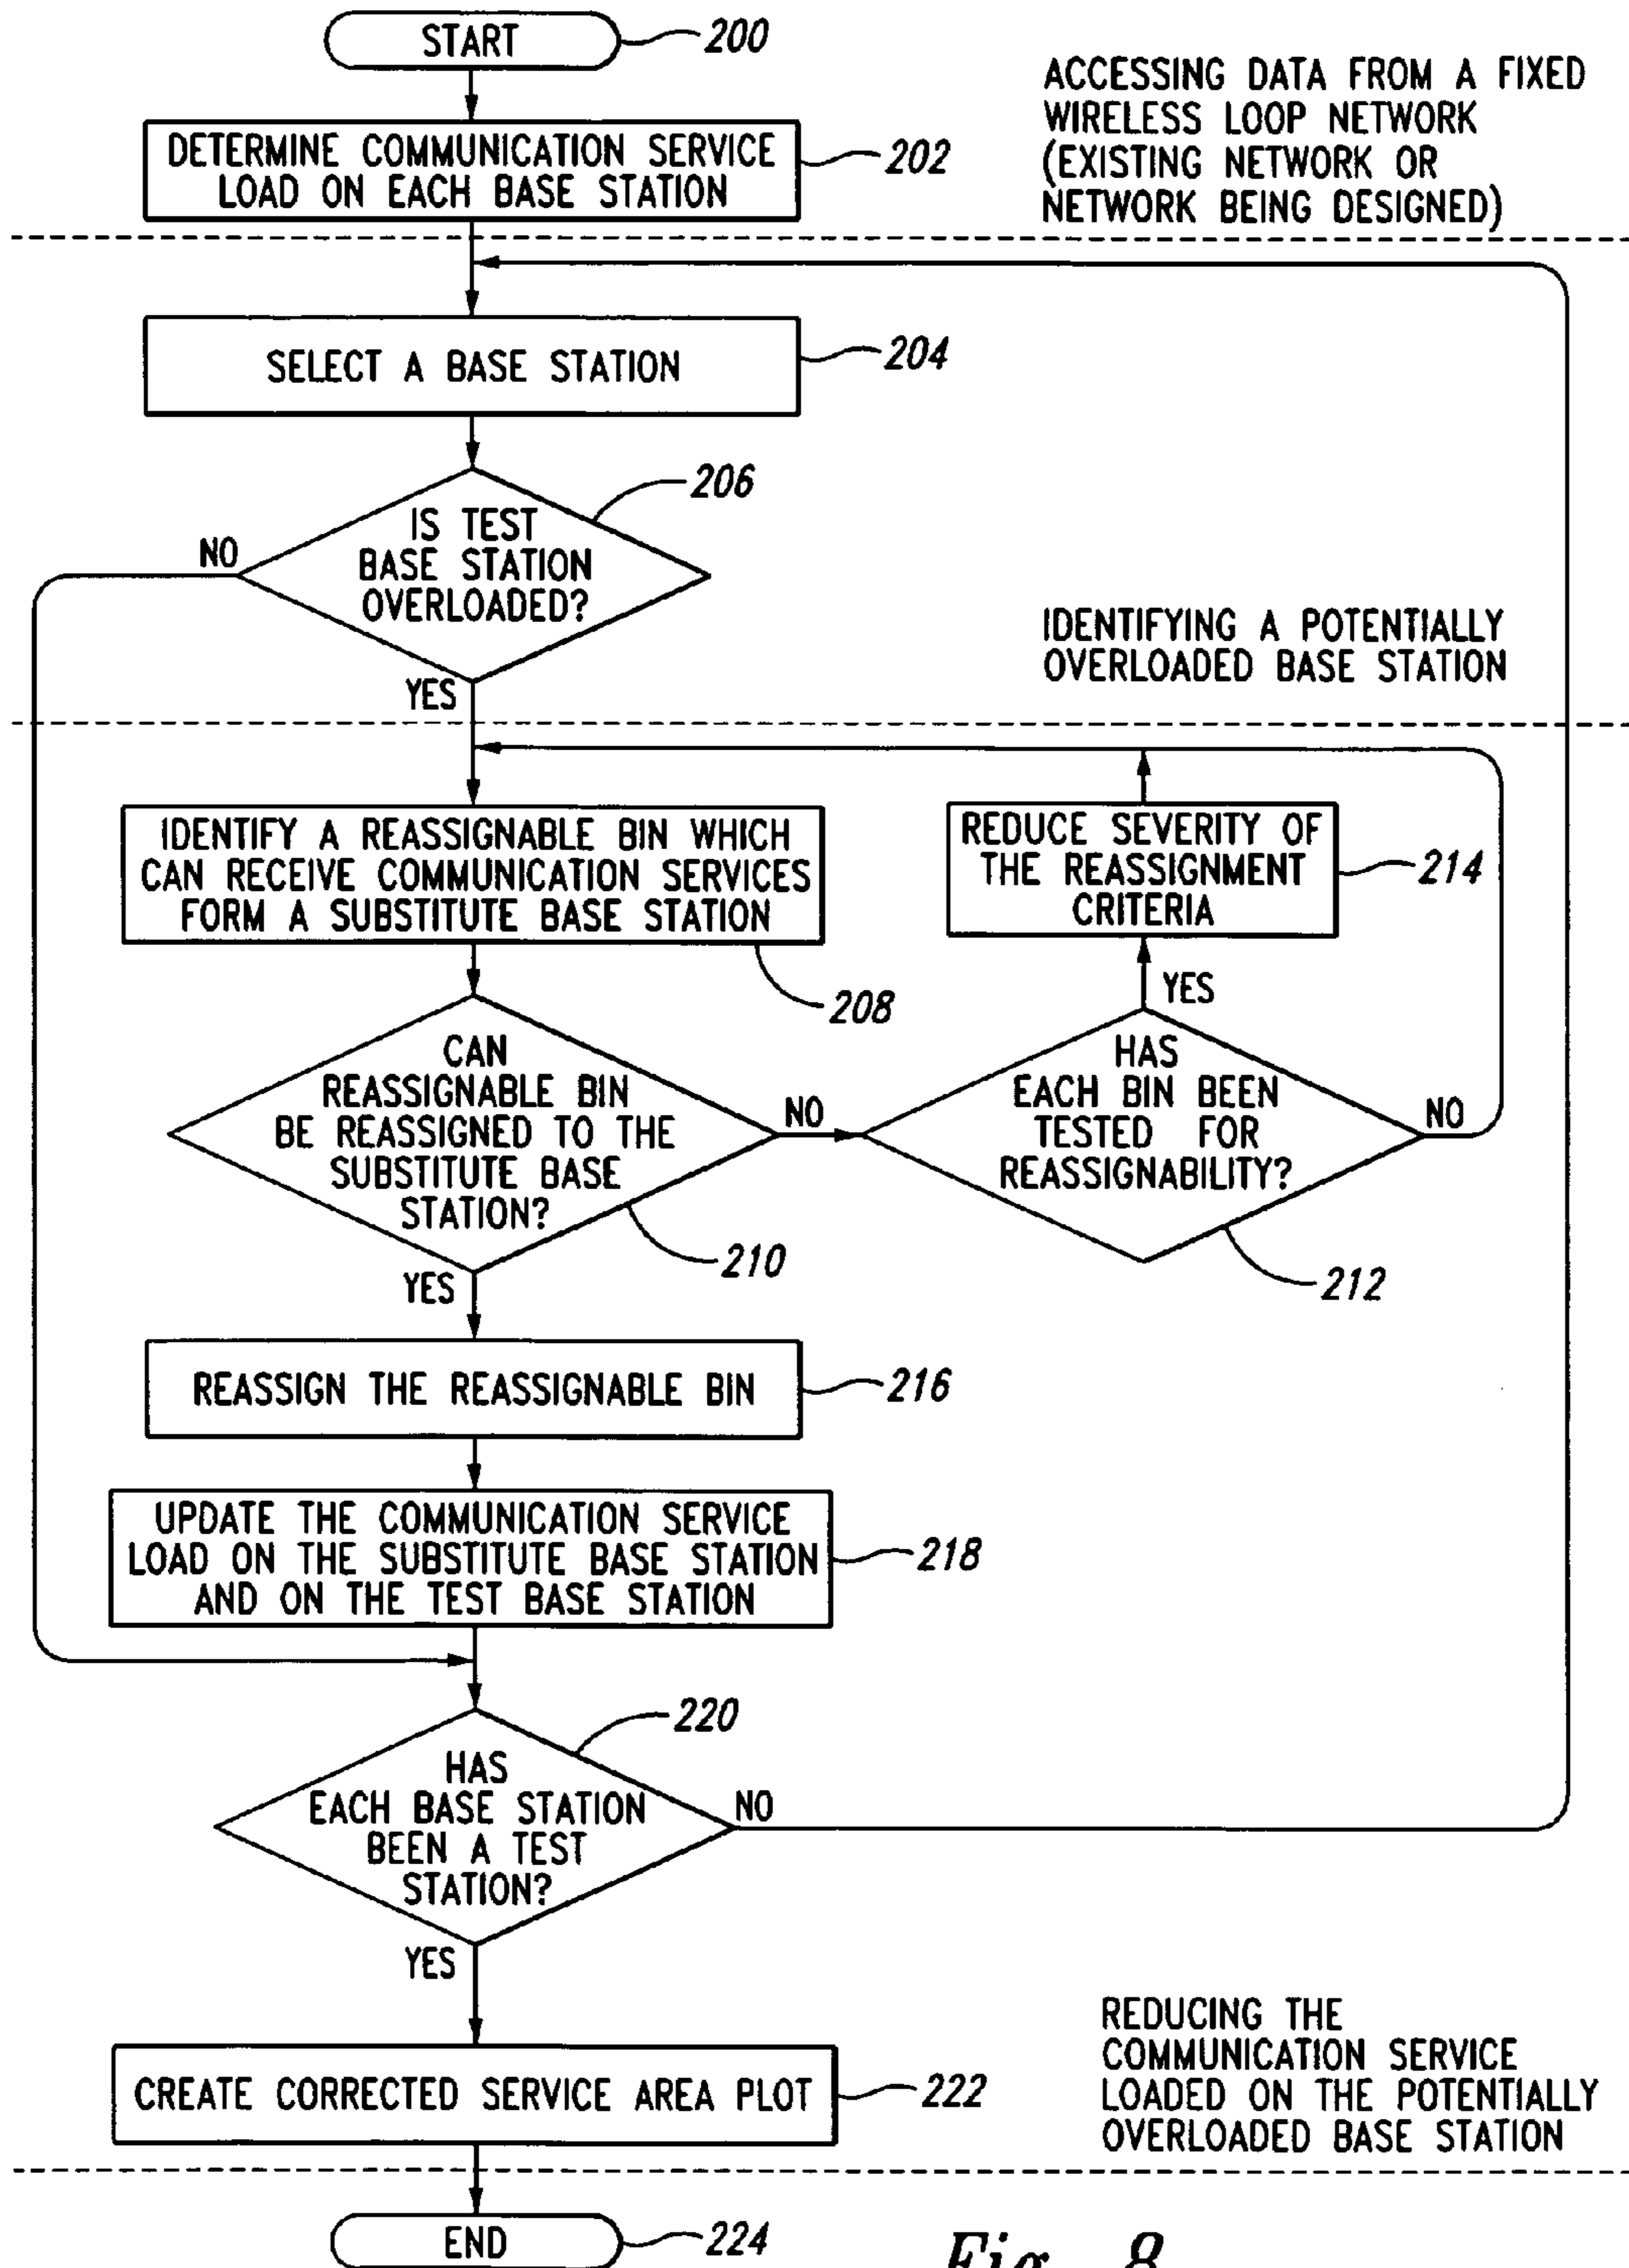 START
200
ACCESSING DATA FROM A FIXED
WIRELESS LOOP NETWORK
(EXISTING NETWORK OR
NETWORK BEING DESIGNED)
DETERMINE COMMUNICATION SERVICE
LOAD ON EACH BASE STATION
202
SELECT A BASE STATION
204
206
IS TEST
BASE STATION
OVERLOADED?
NO
YES
IDENTIFYING A POTENTIALLY
OVERLOADED BASE STATION
IDENTIFY A REASSIGNABLE BIN WHICH
CAN RECEIVE COMMUNICATION SERVICES
FORM A SUBSTITUTE BASE STATION
208
REDUCE SEVERITY OF
THE REASSIGNMENT
CRITERIA
214
YES
CAN
REASSIGNABLE BIN
BE REASSIGNED TO THE
SUBSTITUTE BASE
STATION?
NO
210
YES
HAS
EACH BIN BEEN
TESTED FOR
REASSIGNABILITY?
NO
212
REASSIGN THE REASSIGNABLE BIN
216
UPDATE THE COMMUNICATION SERVICE
LOAD ON THE SUBSTITUTE BASE STATION
AND ON THE TEST BASE STATION
218
220
HAS
EACH BASE STATION
BEEN A TEST
STATION?
NO
YES
CREATE CORRECTED SERVICE AREA PLOT
222
REDUCING THE
COMMUNICATION SERVICE
LOADED ON THE POTENTIALLY
OVERLOADED BASE STATION
END
224
Fig. 8